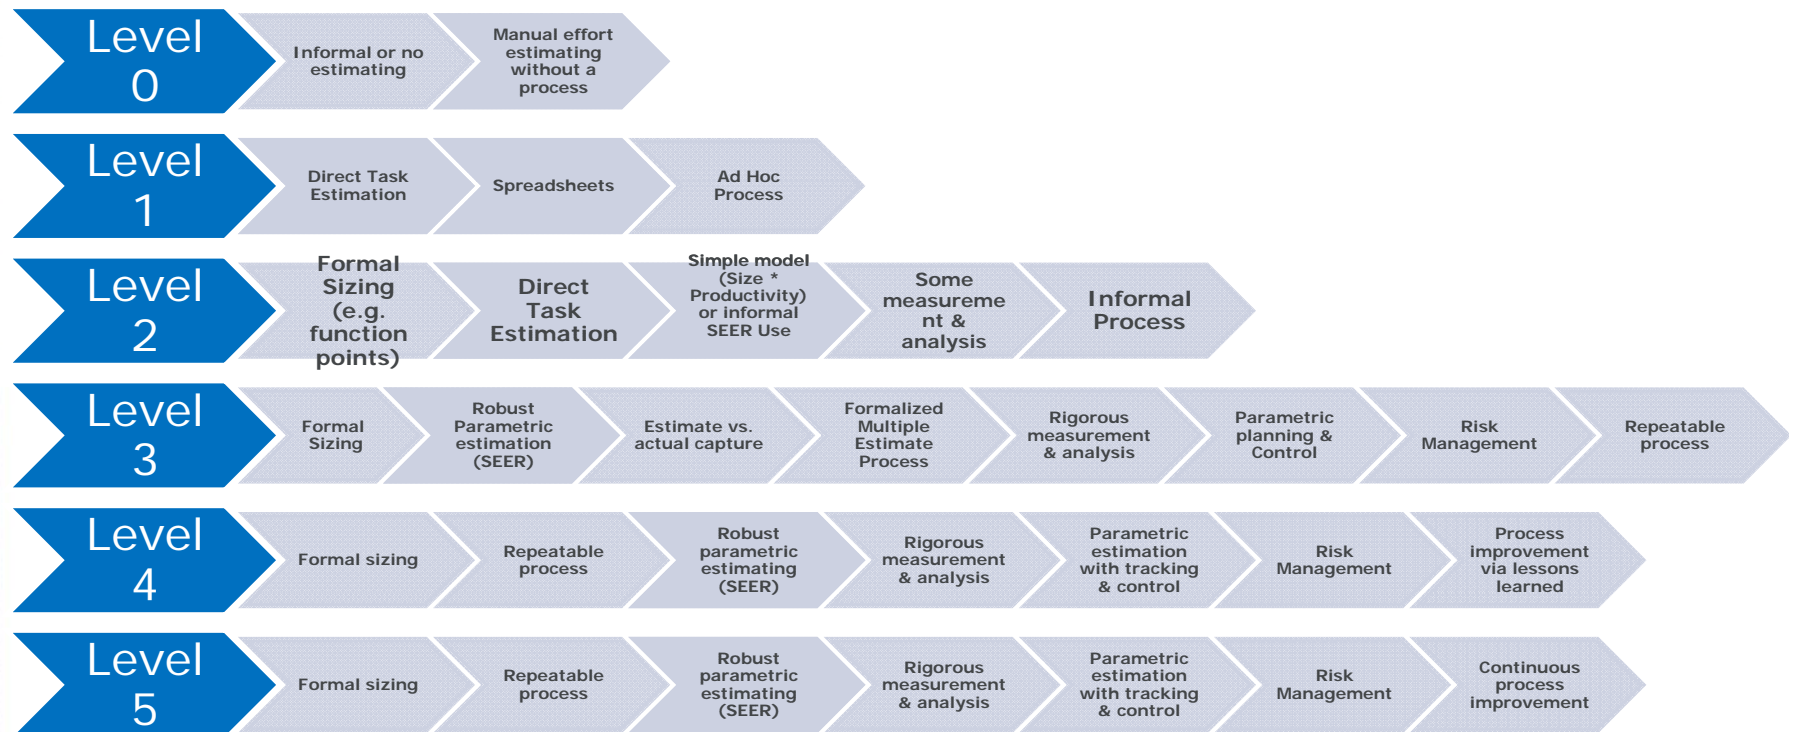 Level
0
Informal or no
estimating
Manual effort
estimating
without a
process
Level
1
Direct Task
Estimation
Spreadsheets
Ad Hoc
Process
Level
2
Formal
Sizing
(e.g.
function
points)
Direct
Task
Estimation
Simple model
(Size *
Productivity)
or informal
SEER Use
Some
measureme
nt &
analysis
Informal
Process
Level
3
Formal
Sizing
Robust
Parametric
estimation
(SEER)
Estimate vs.
actual capture
Formalized
Multiple
Estimate
Process
Rigorous
measurement
& analysis
Parametric
planning &
Control
Risk
Management
Repeatable
process
Level
4
Formal sizing
Repeatable
process
Robust
parametric
estimating
(SEER)
Rigorous
measurement
& analysis
Parametric
estimation
with tracking
& control
Risk
Management
Process
improvement
via lessons
learned
Level
5
Formal sizing
Repeatable
process
Robust
parametric
estimating
(SEER)
Rigorous
measurement
& analysis
Parametric
estimation
with tracking
& control
Risk
Management
Continuous
process
improvement